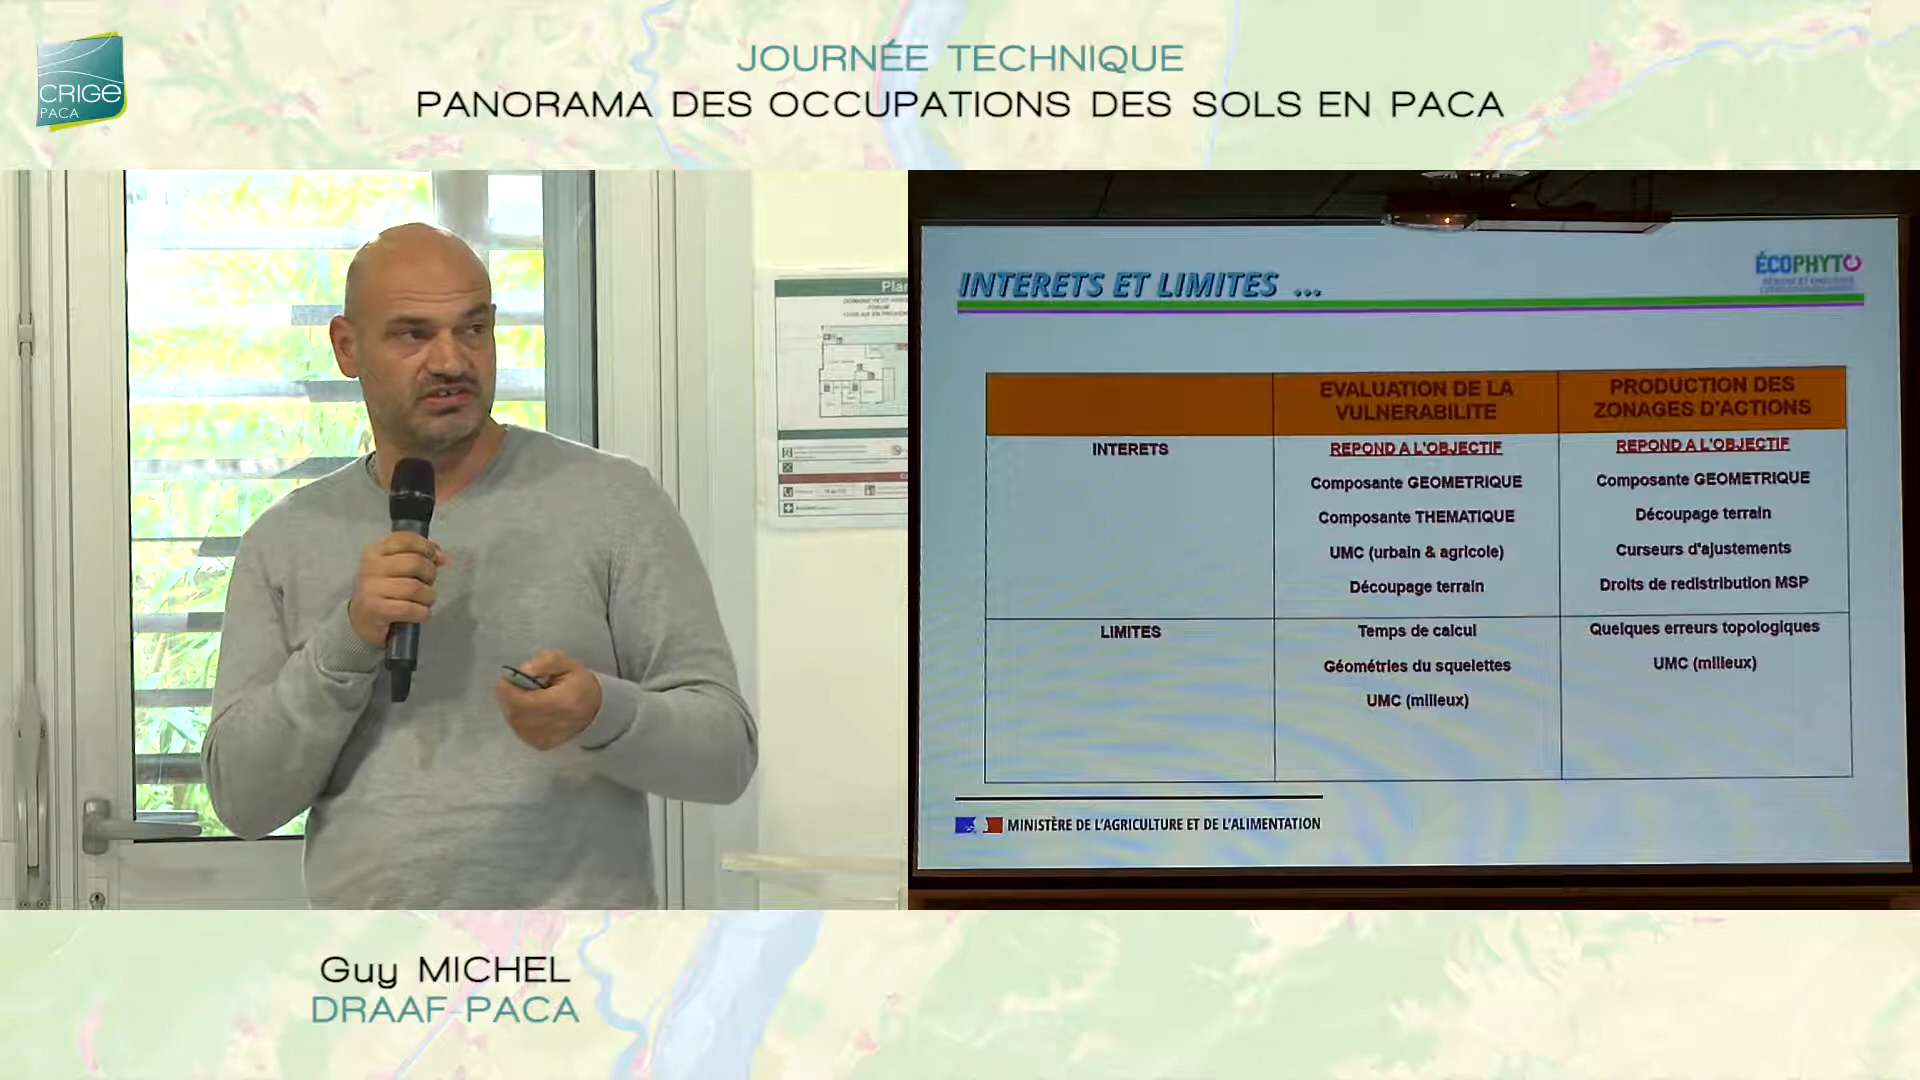 CRIGE
PACA
JOURNÉE TECHNIQUE
PANORAMA DES OCCUPATIONS DES SOLS EN PACA
Plan
INTERETS ET LIMITES ...
ÉCOPHYTO
EVALUATION DE LA
VULNERABILITE
PRODUCTION DES
ZONAGES D'ACTIONS
INTERETS
REPOND A L'OBJECTIF
Composante GEOMETRIQUE
Composante THEMATIQUE
UMC (urbain & agricole)
Découpage terrain
REPOND A L'OBJECTIF
Composante GEOMETRIQUE
Découpage terrain
Curseurs d'ajustements
Droits de redistribution MSP
LIMITES
Temps de calcul
Géométries du squelettes
UMC (milieux)
Quelques erreurs topologiques
UMC (milieux)
MINISTÈRE DE L'AGRICULTURE ET DE L'ALIMENTATION
Guy MICHEL
DRAAF-PACA